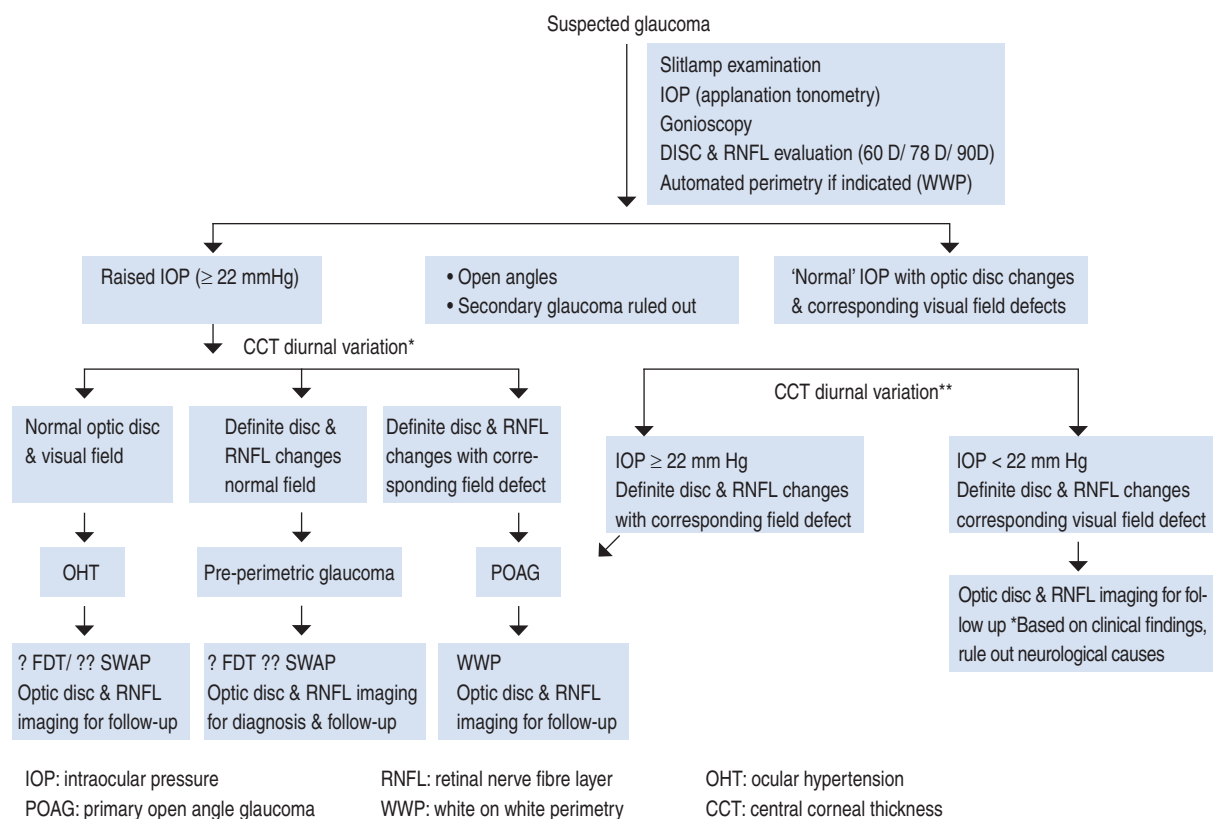 Suspected glaucoma
Slitlamp examination
IOP (applanation tonometry)
Gonioscopy
DISC & RNFL evaluation (60 D/ 78 D/ 90D)
Automated perimetry if indicated (WWP)
Raised IOP (≥ 22 mmHg)
• Open angles
• Secondary glaucoma ruled out
‘Normal’ IOP with optic disc changes
& corresponding visual field defects
CCT diurnal variation*
CCT diurnal variation**
Normal optic disc
& visual field
Definite disc &
RNFL changes
normal field
Definite disc & RNFL
changes with corre-
sponding field defect
IOP ≥ 22 mm Hg
Definite disc & RNFL changes
with corresponding field defect
IOP < 22 mm Hg
Definite disc & RNFL changes
corresponding visual field defect
OHT
Pre-perimetric glaucoma
POAG
Optic disc & RNFL imaging for fol-
low up *Based on clinical findings,
rule out neurological causes
? FDT/ ?? SWAP
Optic disc & RNFL
imaging for follow-up
? FDT ?? SWAP
Optic disc & RNFL imaging
for diagnosis & follow-up
WWP
Optic disc & RNFL
imaging for follow-up
IOP: intraocular pressure
RNFL: retinal nerve fibre layer
OHT: ocular hypertension
POAG: primary open angle glaucoma
WWP: white on white perimetry
CCT: central corneal thickness